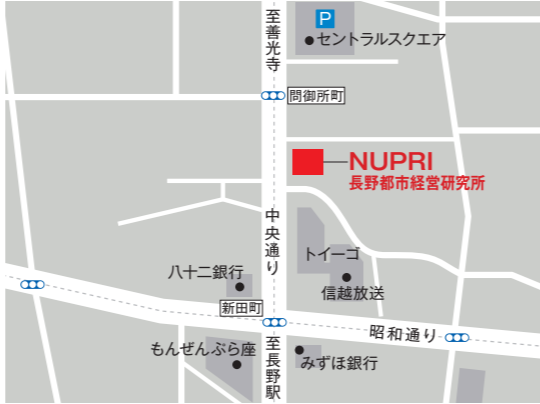 至善光寺
P
セントラルスクエア
問御所町
NUPRI
長野都市経営研究所
中央通り
トイーゴ
八十二銀行
信越放送
新田町
昭和通り
もんぜんぷら座
至長野駅
みずほ銀行